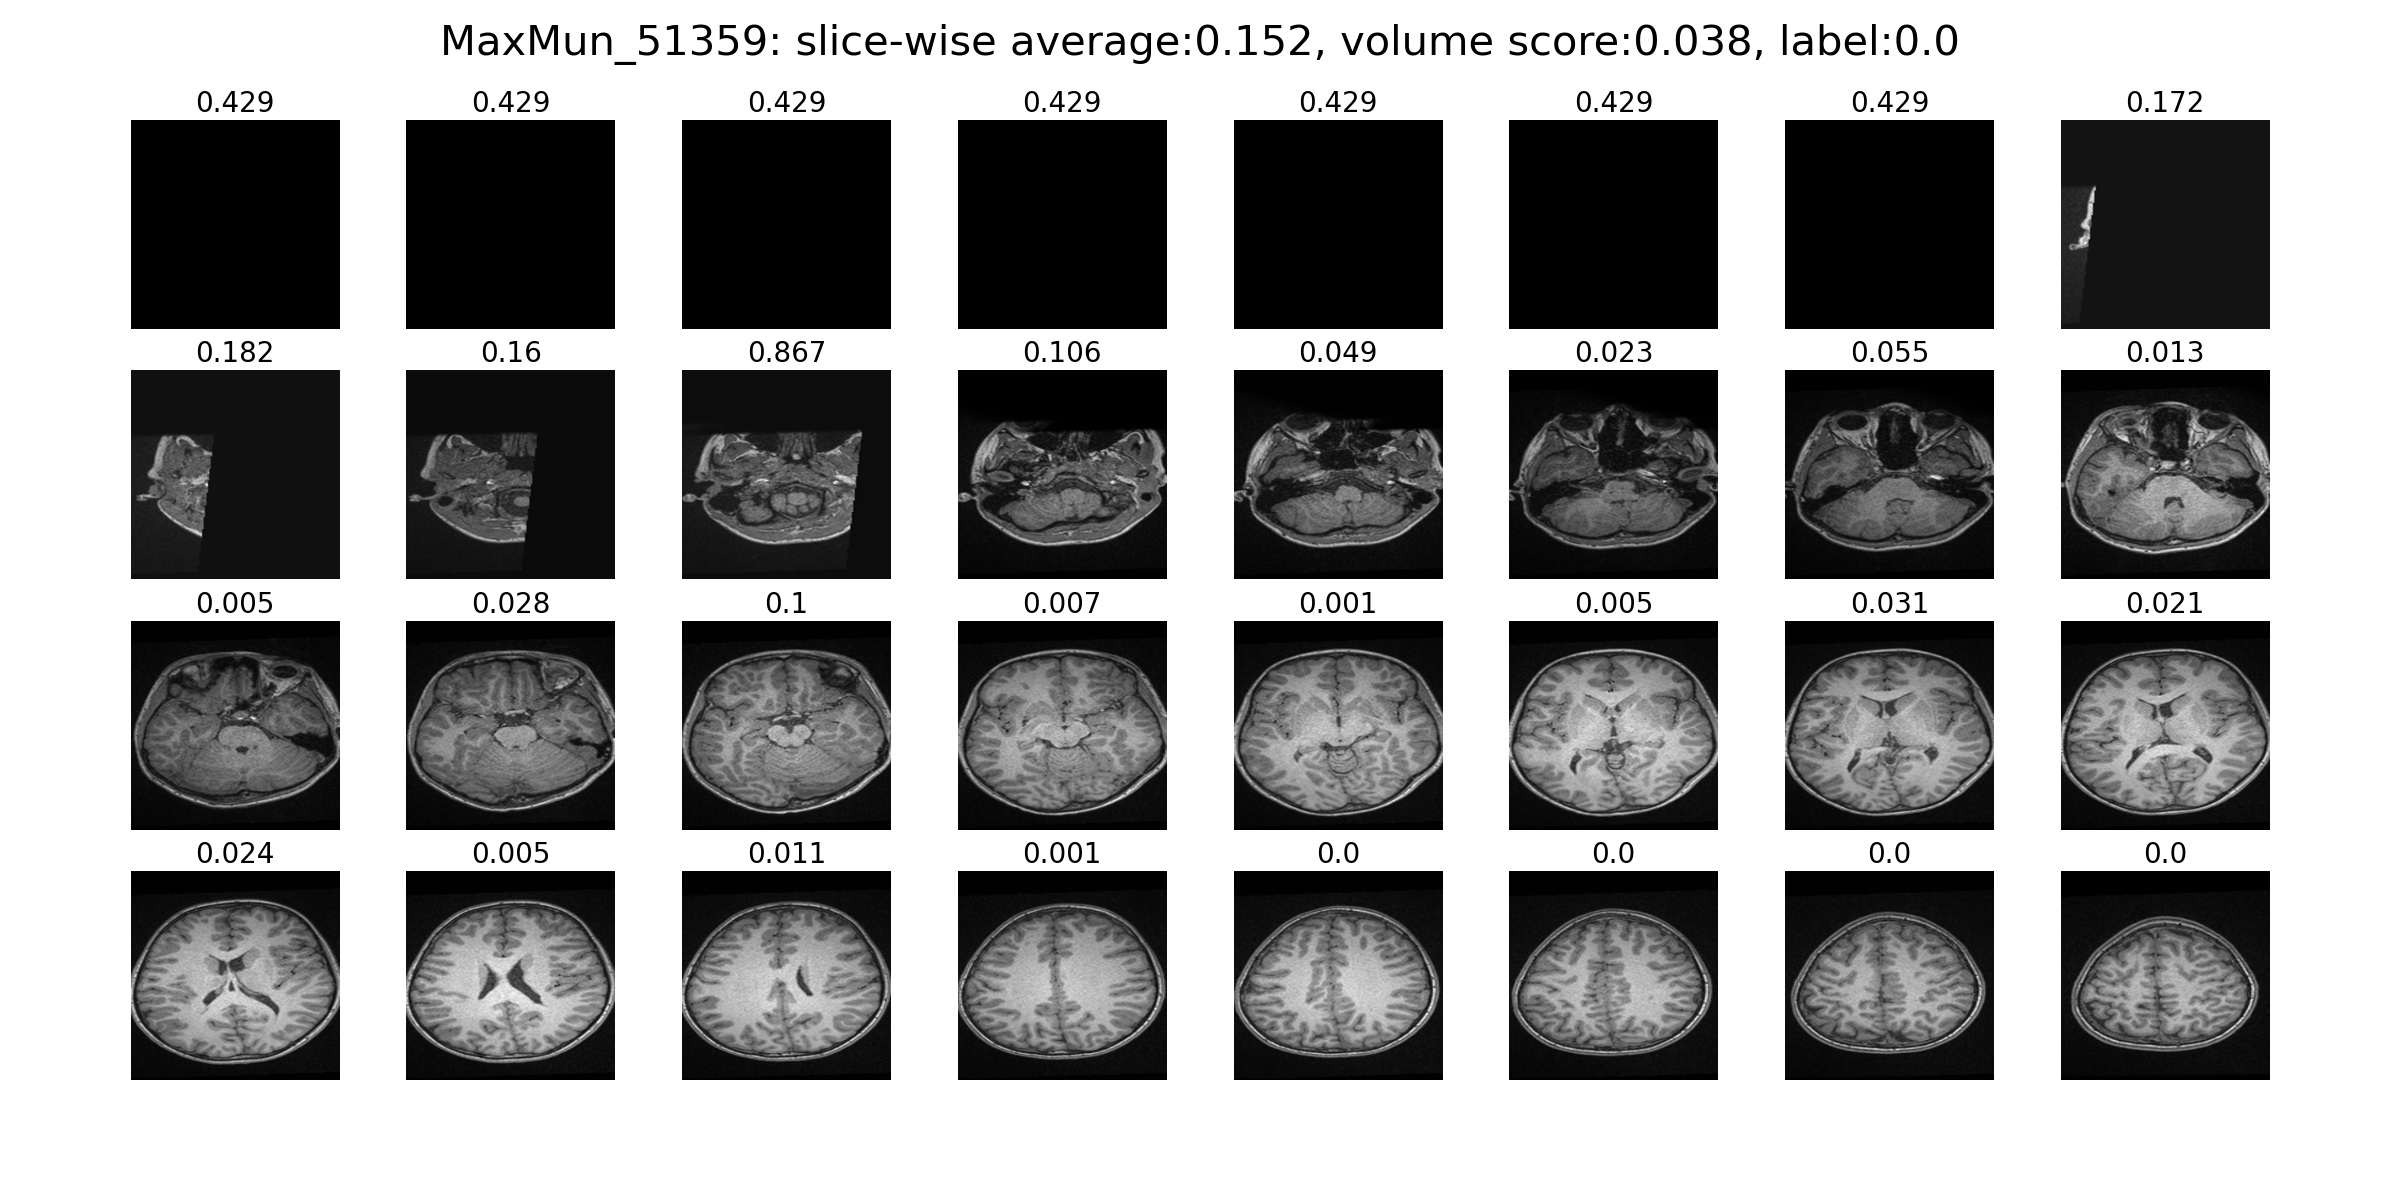 MaxMun_51359: slice-wise average:0.152, volume score:0.038, label:0.0
0.429 0.429 0.429 0.429 0.429 0.429 0.429 0.172
0.182 0.16 0.867 0.106 0.049 0.023 0.055 0.013
0.005 0.028 0.1 0.007 0.001 0.005 0.031 0.021
0.024 0.005 0.011 0.001 0.0 0.0 0.0 0.0